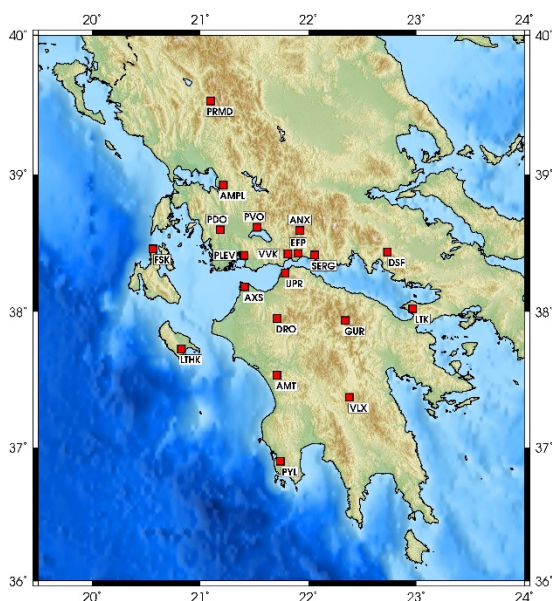 40°
40°
PRMD
39°
39°
AMPL
PDO
PVO
ANX
EFP
FSK
PLEV
VVK
SERG
DSF
UPR
38°
38°
AXS
LTK
DRO
GUR
LTHK
AMT
VLX
37°
37°
PYL
36°
36°
20°
21°
22°
23°
24°
20°
21°
22°
23°
24°